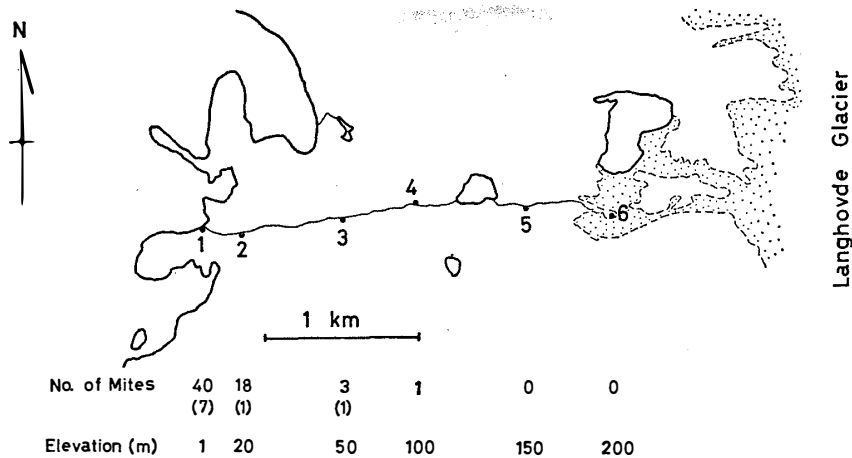 N
Langhovde Glacier
4
1 2 3 5 6
1 km
No. of Mites 40 18 3 1 0 0
(7) (1) (1)
Elevation (m) 1 20 50 100 150 200